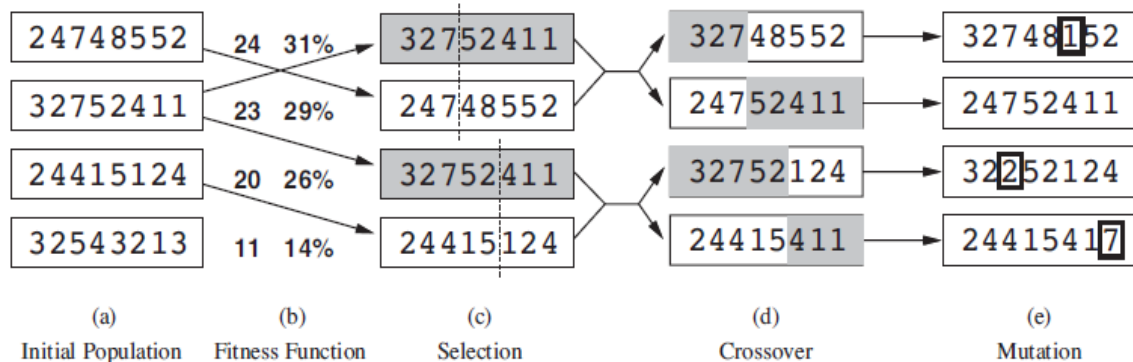 24748552 24 31% 32752411 32748552 32748152
32752411 23 29% 24748552 24752411 24752411
24415124 20 26% 32752411 32752124 32252124
32543213 11 14% 24415124 24415411 24415417
(a) (b) (c) (d) (e)
Initial Population Fitness Function Selection Crossover Mutation